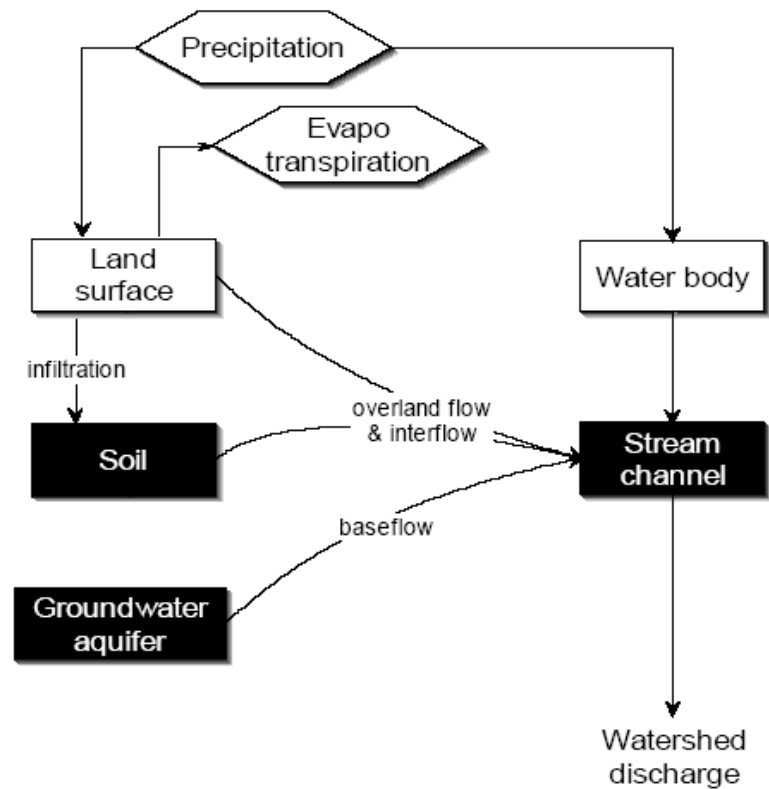 Precipitation
Evapo
transpiration
Land
surface
Water body
infiltration
overland flow
& interflow
Soil
Stream
channel
baseflow
Groundwater
aquifer
Watershed
discharge